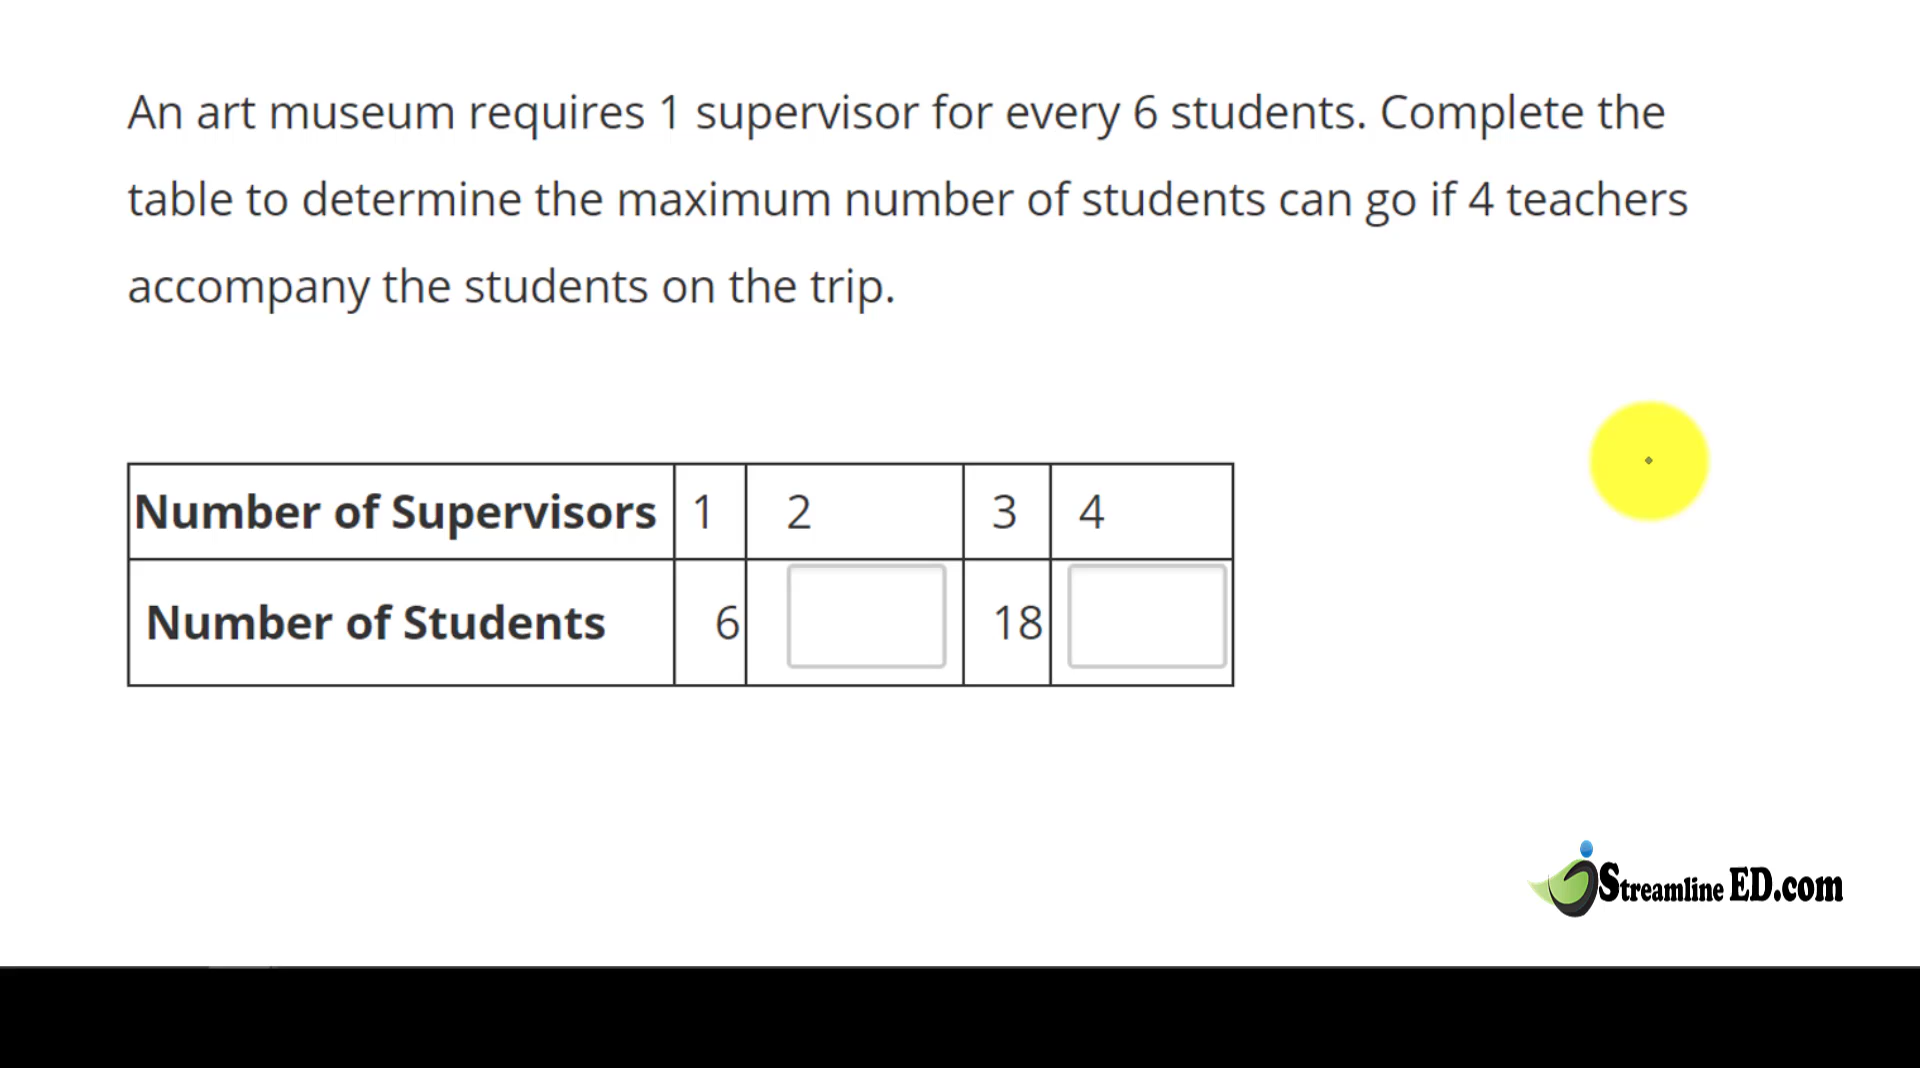 An art museum requires 1 supervisor for every 6 students. Complete the
table to determine the maximum number of students can go if 4 teachers
accompany the students on the trip.
Number of Supervisors 1 2 3 4
Number of Students 6 18
Streamline ED.com